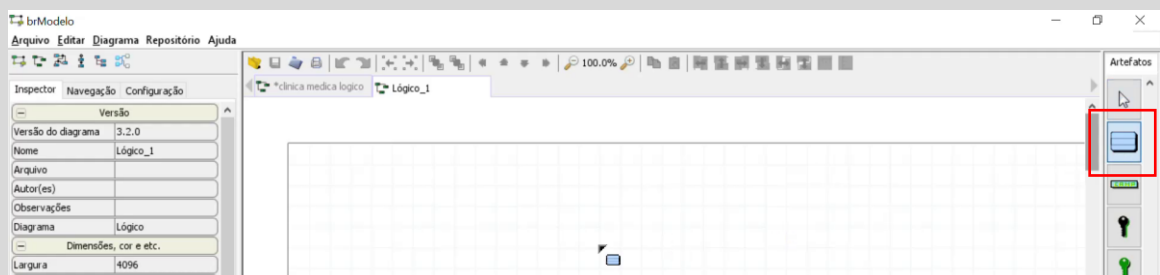 brModelo
Arquivo Editar Diagrama Repositório Ajuda
100.0%
Artefatos
Inspector Navegação Configuração
*clinica medica logico
Lógico_1
Versão
Versão do diagrama 3.2.0
Nome Lógico_1
Arquivo
Autor(es)
Observações
Diagrama Lógico
Dimensões, cor e etc.
Largura 4096